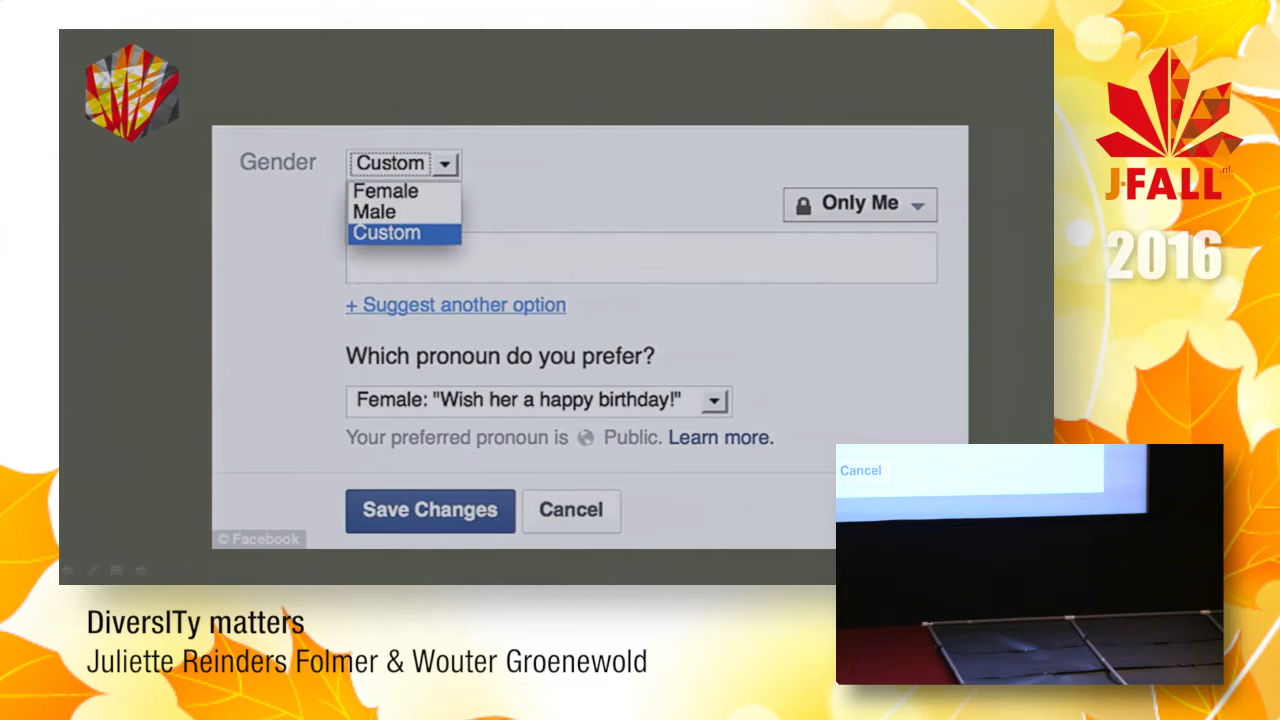 Gender
Custom
Female
Male
Custom
Only Me
+ Suggest another option
Which pronoun do you prefer?
Female: "Wish her a happy birthday!"
Your preferred pronoun is Public. Learn more.
Save Changes
Cancel
© Facebook
J-FALL.nl
2016
Cancel
DiversITy matters
Juliette Reinders Folmer & Wouter Groenewold